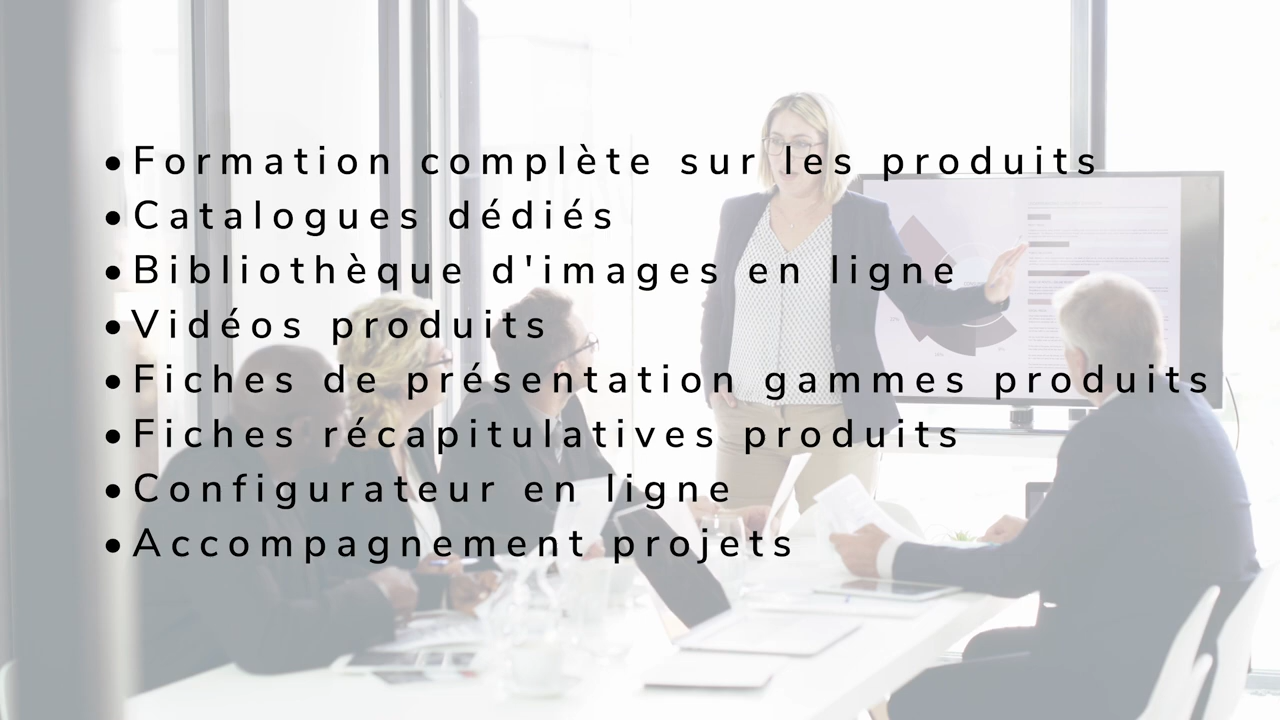 • Formation complète sur les produits
• Catalogues dédiés
• Bibliothèque d'images en ligne
• Vidéos produits
• Fiches de présentation gammes produits
• Fiches récapitulatives produits
• Configurateur en ligne
• Accompagnement projets